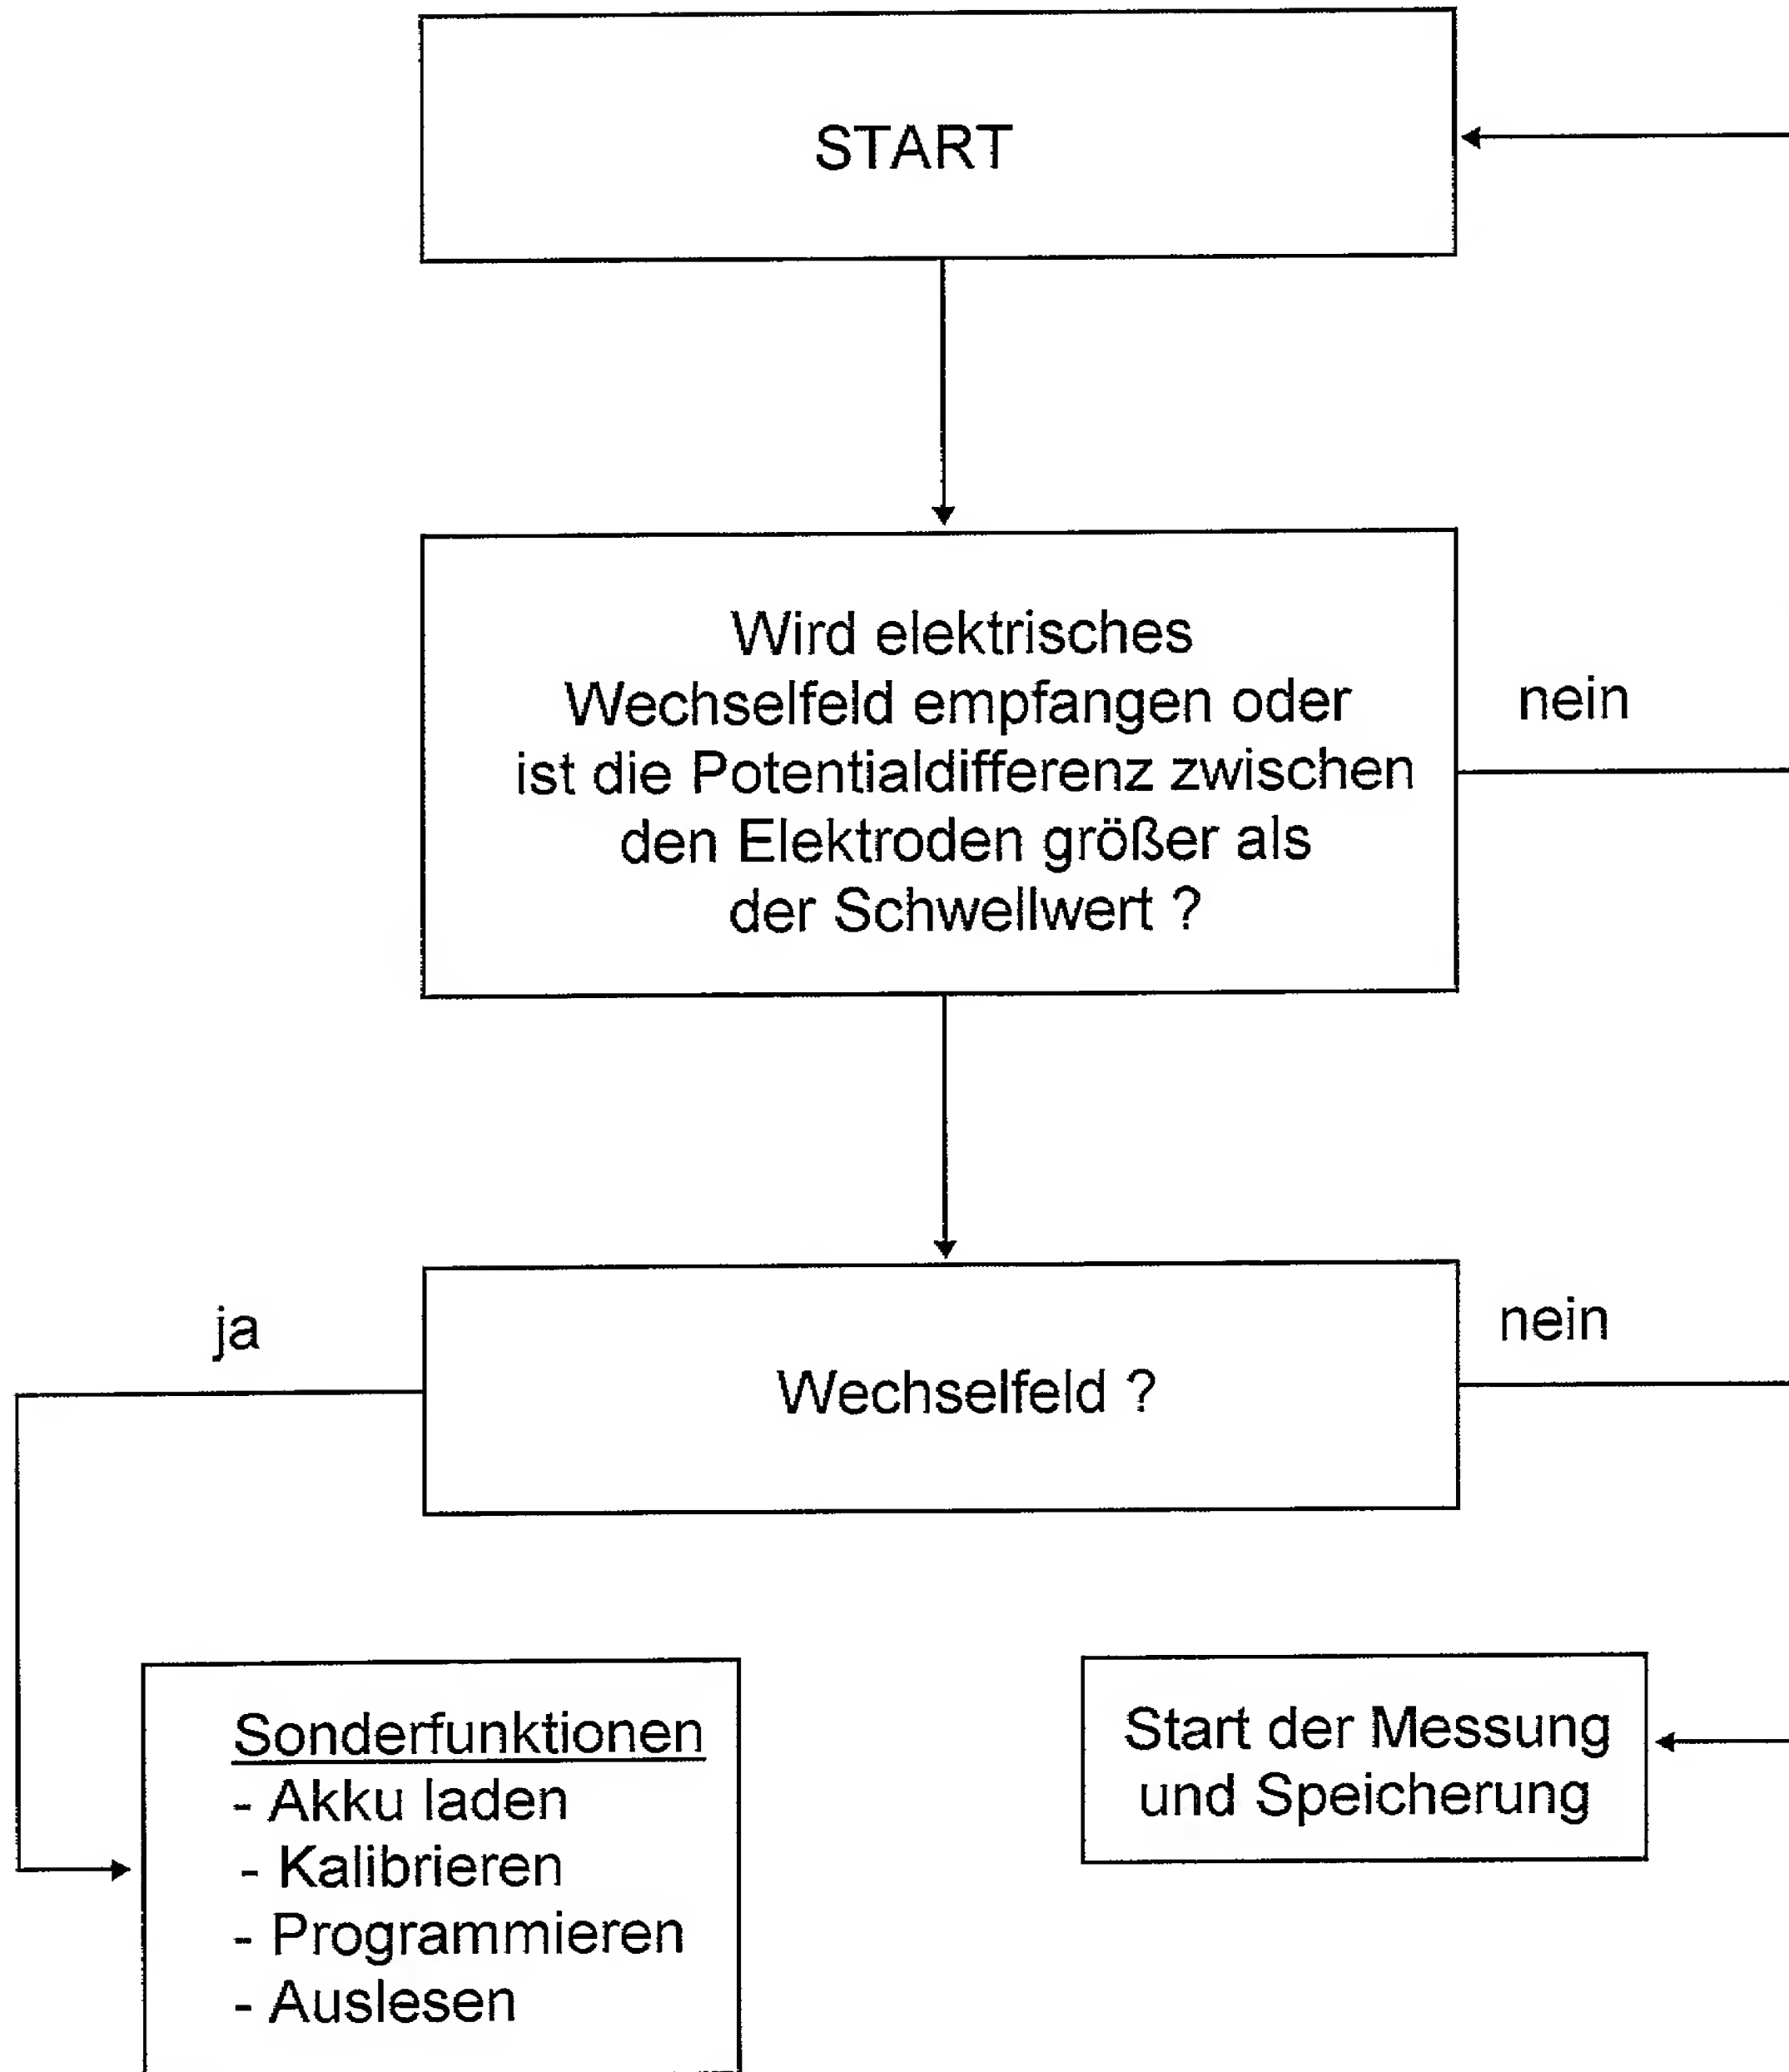 START
Wird elektrisches
Wechselfeld empfangen oder
ist die Potentialdifferenz zwischen
den Elektroden größer als
der Schwellwert ?
nein
ja
Wechselfeld ?
nein
Sonderfunktionen
- Akku laden
- Kalibrieren
- Programmieren
- Auslesen
Start der Messung
und Speicherung